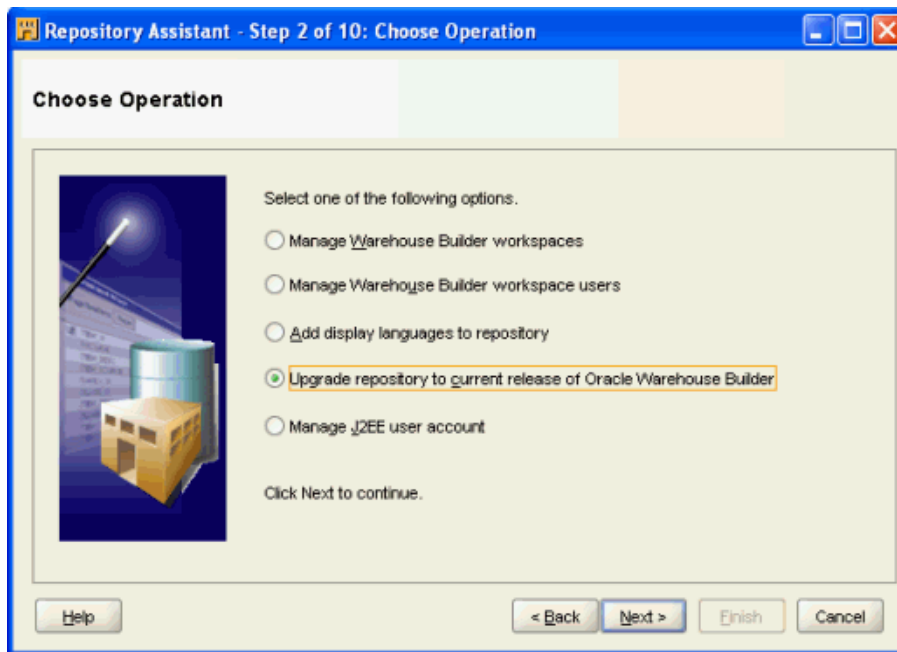 Repository Assistant - Step 2 of 10: Choose Operation
Choose Operation
Select one of the following options.
Manage Warehouse Builder workspaces
Manage Warehouse Builder workspace users
Add display languages to repository
Upgrade repository to current release of Oracle Warehouse Builder
Manage J2EE user account
Click Next to continue.
Help
< Back
Next >
Finish
Cancel